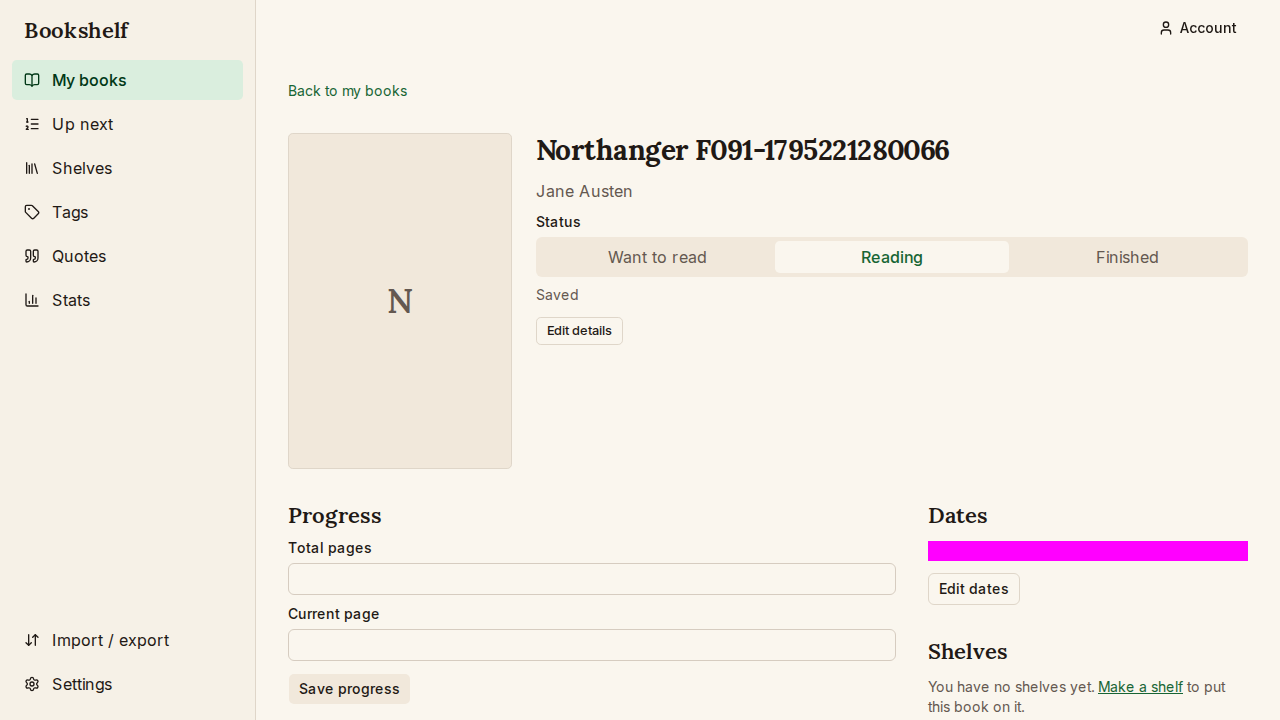 Bookshelf
My books
Up next
Shelves
Tags
Quotes
Stats
Import / export
Settings
Account
Back to my books
N
Northanger F091-1795221280066
Jane Austen
Status
Want to read
Reading
Finished
Saved
Edit details
Progress
Total pages
Current page
Save progress
Dates
Edit dates
Shelves
You have no shelves yet. Make a shelf to put
this book on it.